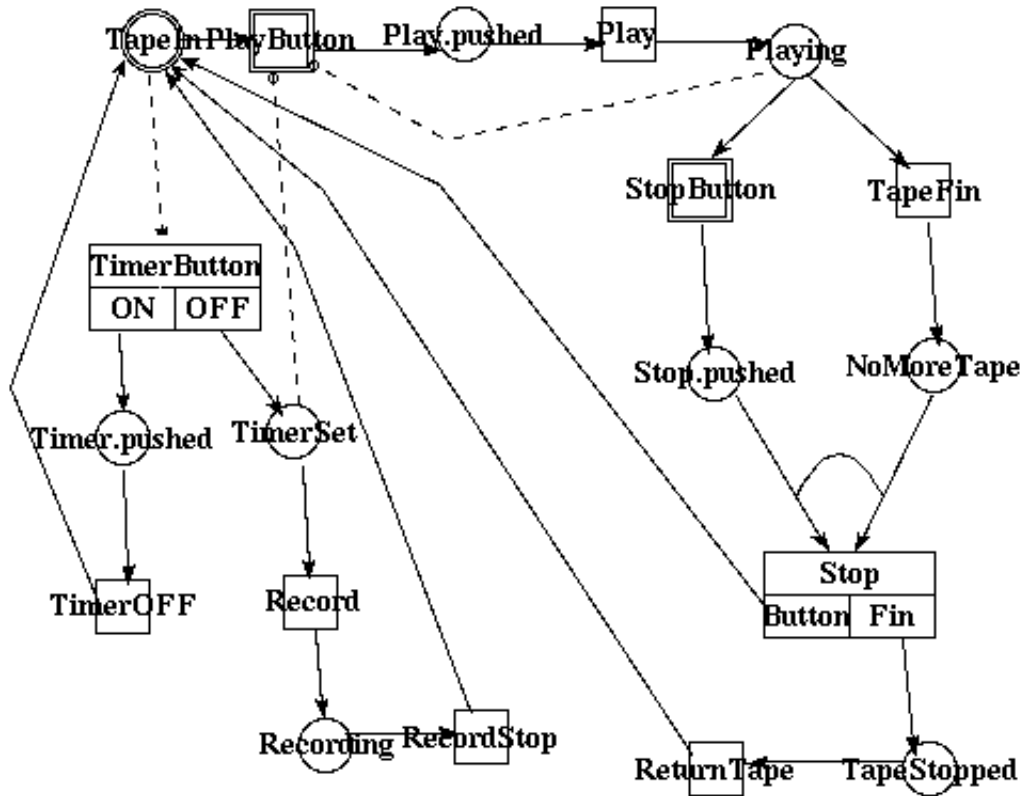 TapeIn
PlayButton
Play.pushed
Play
Playing
StopButton
TapeFin
TimerButton
ON
OFF
Stop.pushed
NoMoreTape
Timer.pushed
TimerSet
Stop
Button
Fin
TimerOFF
Record
Recording
RecordStop
ReturnTape
TapeStopped